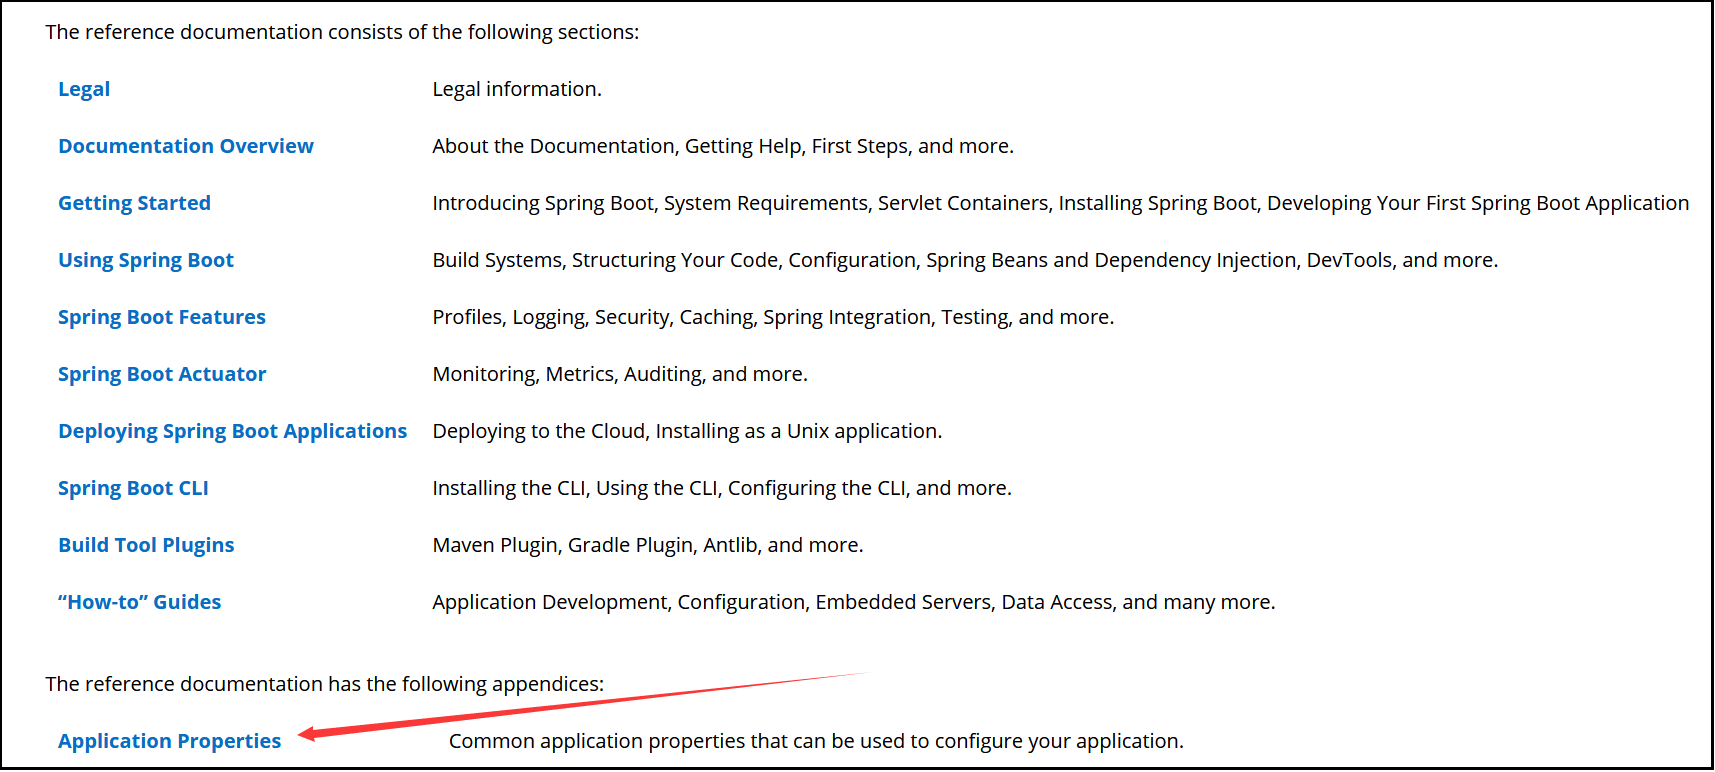 The reference documentation consists of the following sections:
Legal Legal information.
Documentation Overview About the Documentation, Getting Help, First Steps, and more.
Getting Started Introducing Spring Boot, System Requirements, Servlet Containers, Installing Spring Boot, Developing Your First Spring Boot Application
Using Spring Boot Build Systems, Structuring Your Code, Configuration, Spring Beans and Dependency Injection, DevTools, and more.
Spring Boot Features Profiles, Logging, Security, Caching, Spring Integration, Testing, and more.
Spring Boot Actuator Monitoring, Metrics, Auditing, and more.
Deploying Spring Boot Applications Deploying to the Cloud, Installing as a Unix application.
Spring Boot CLI Installing the CLI, Using the CLI, Configuring the CLI, and more.
Build Tool Plugins Maven Plugin, Gradle Plugin, Antlib, and more.
“How-to” Guides Application Development, Configuration, Embedded Servers, Data Access, and many more.
The reference documentation has the following appendices:
Application Properties Common application properties that can be used to configure your application.